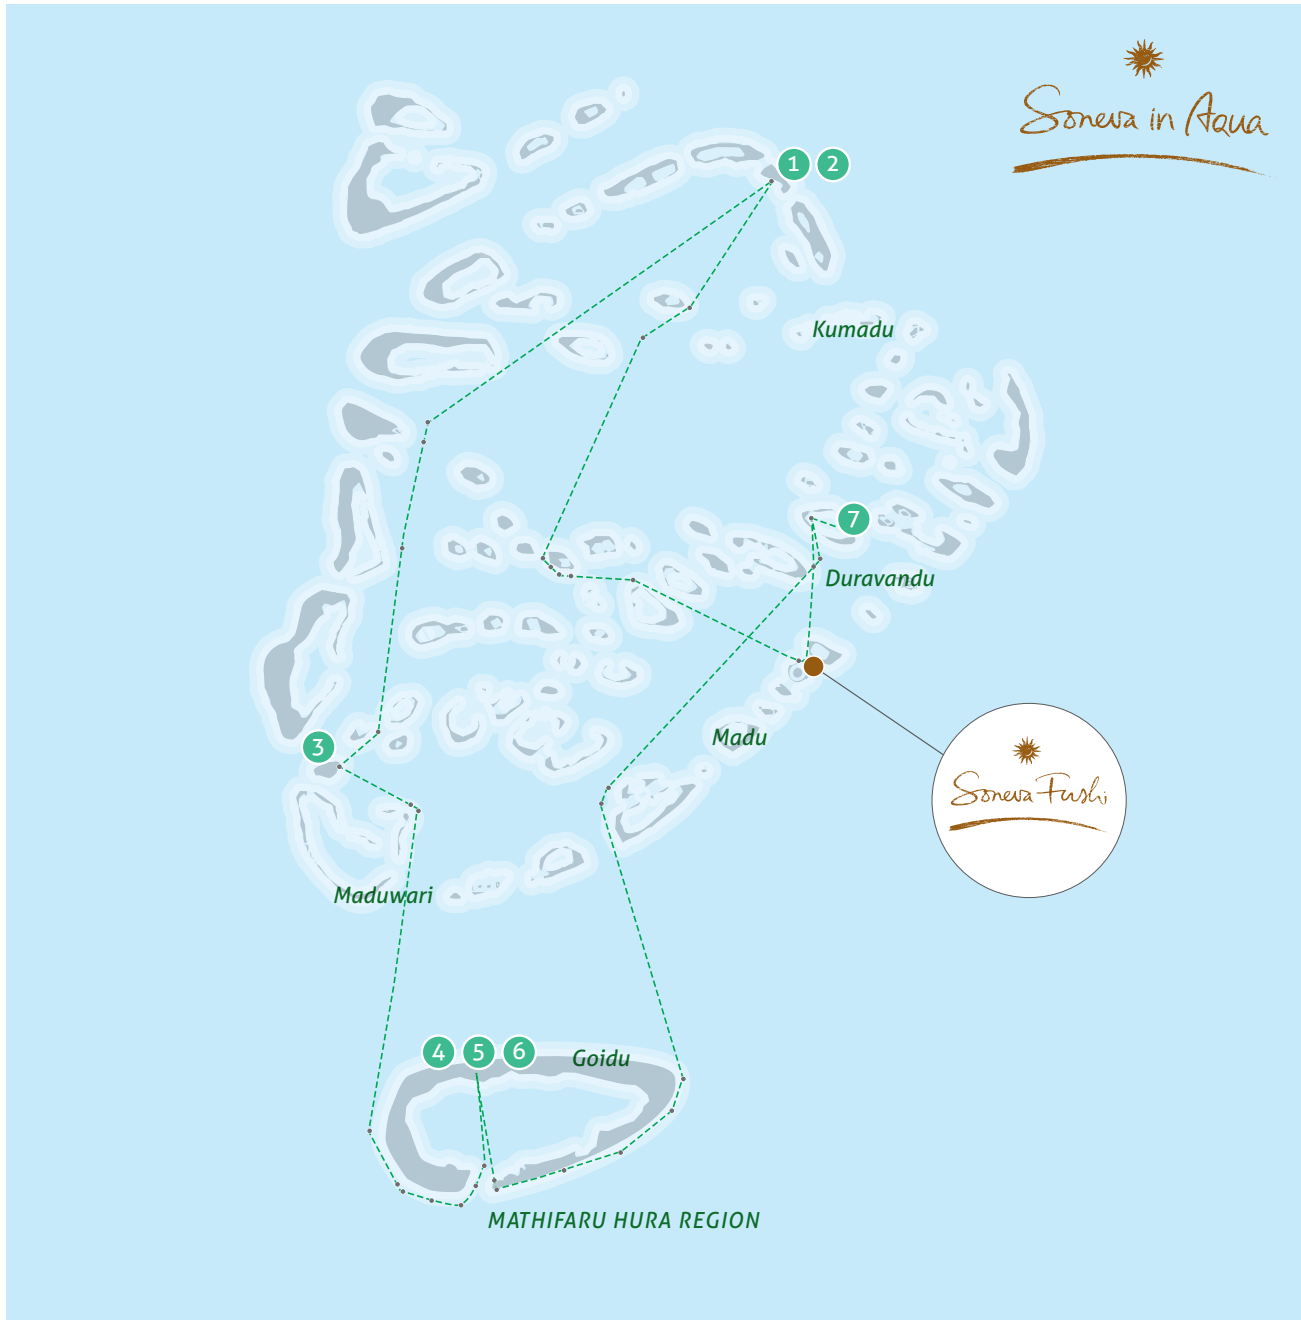 Soneva in Aqua
1 2
Kumadu
7
Duravandu
Madu
3
Soneva Fushi
Maduwari
4 5 6
Goidu
MATHIFARU HURA REGION